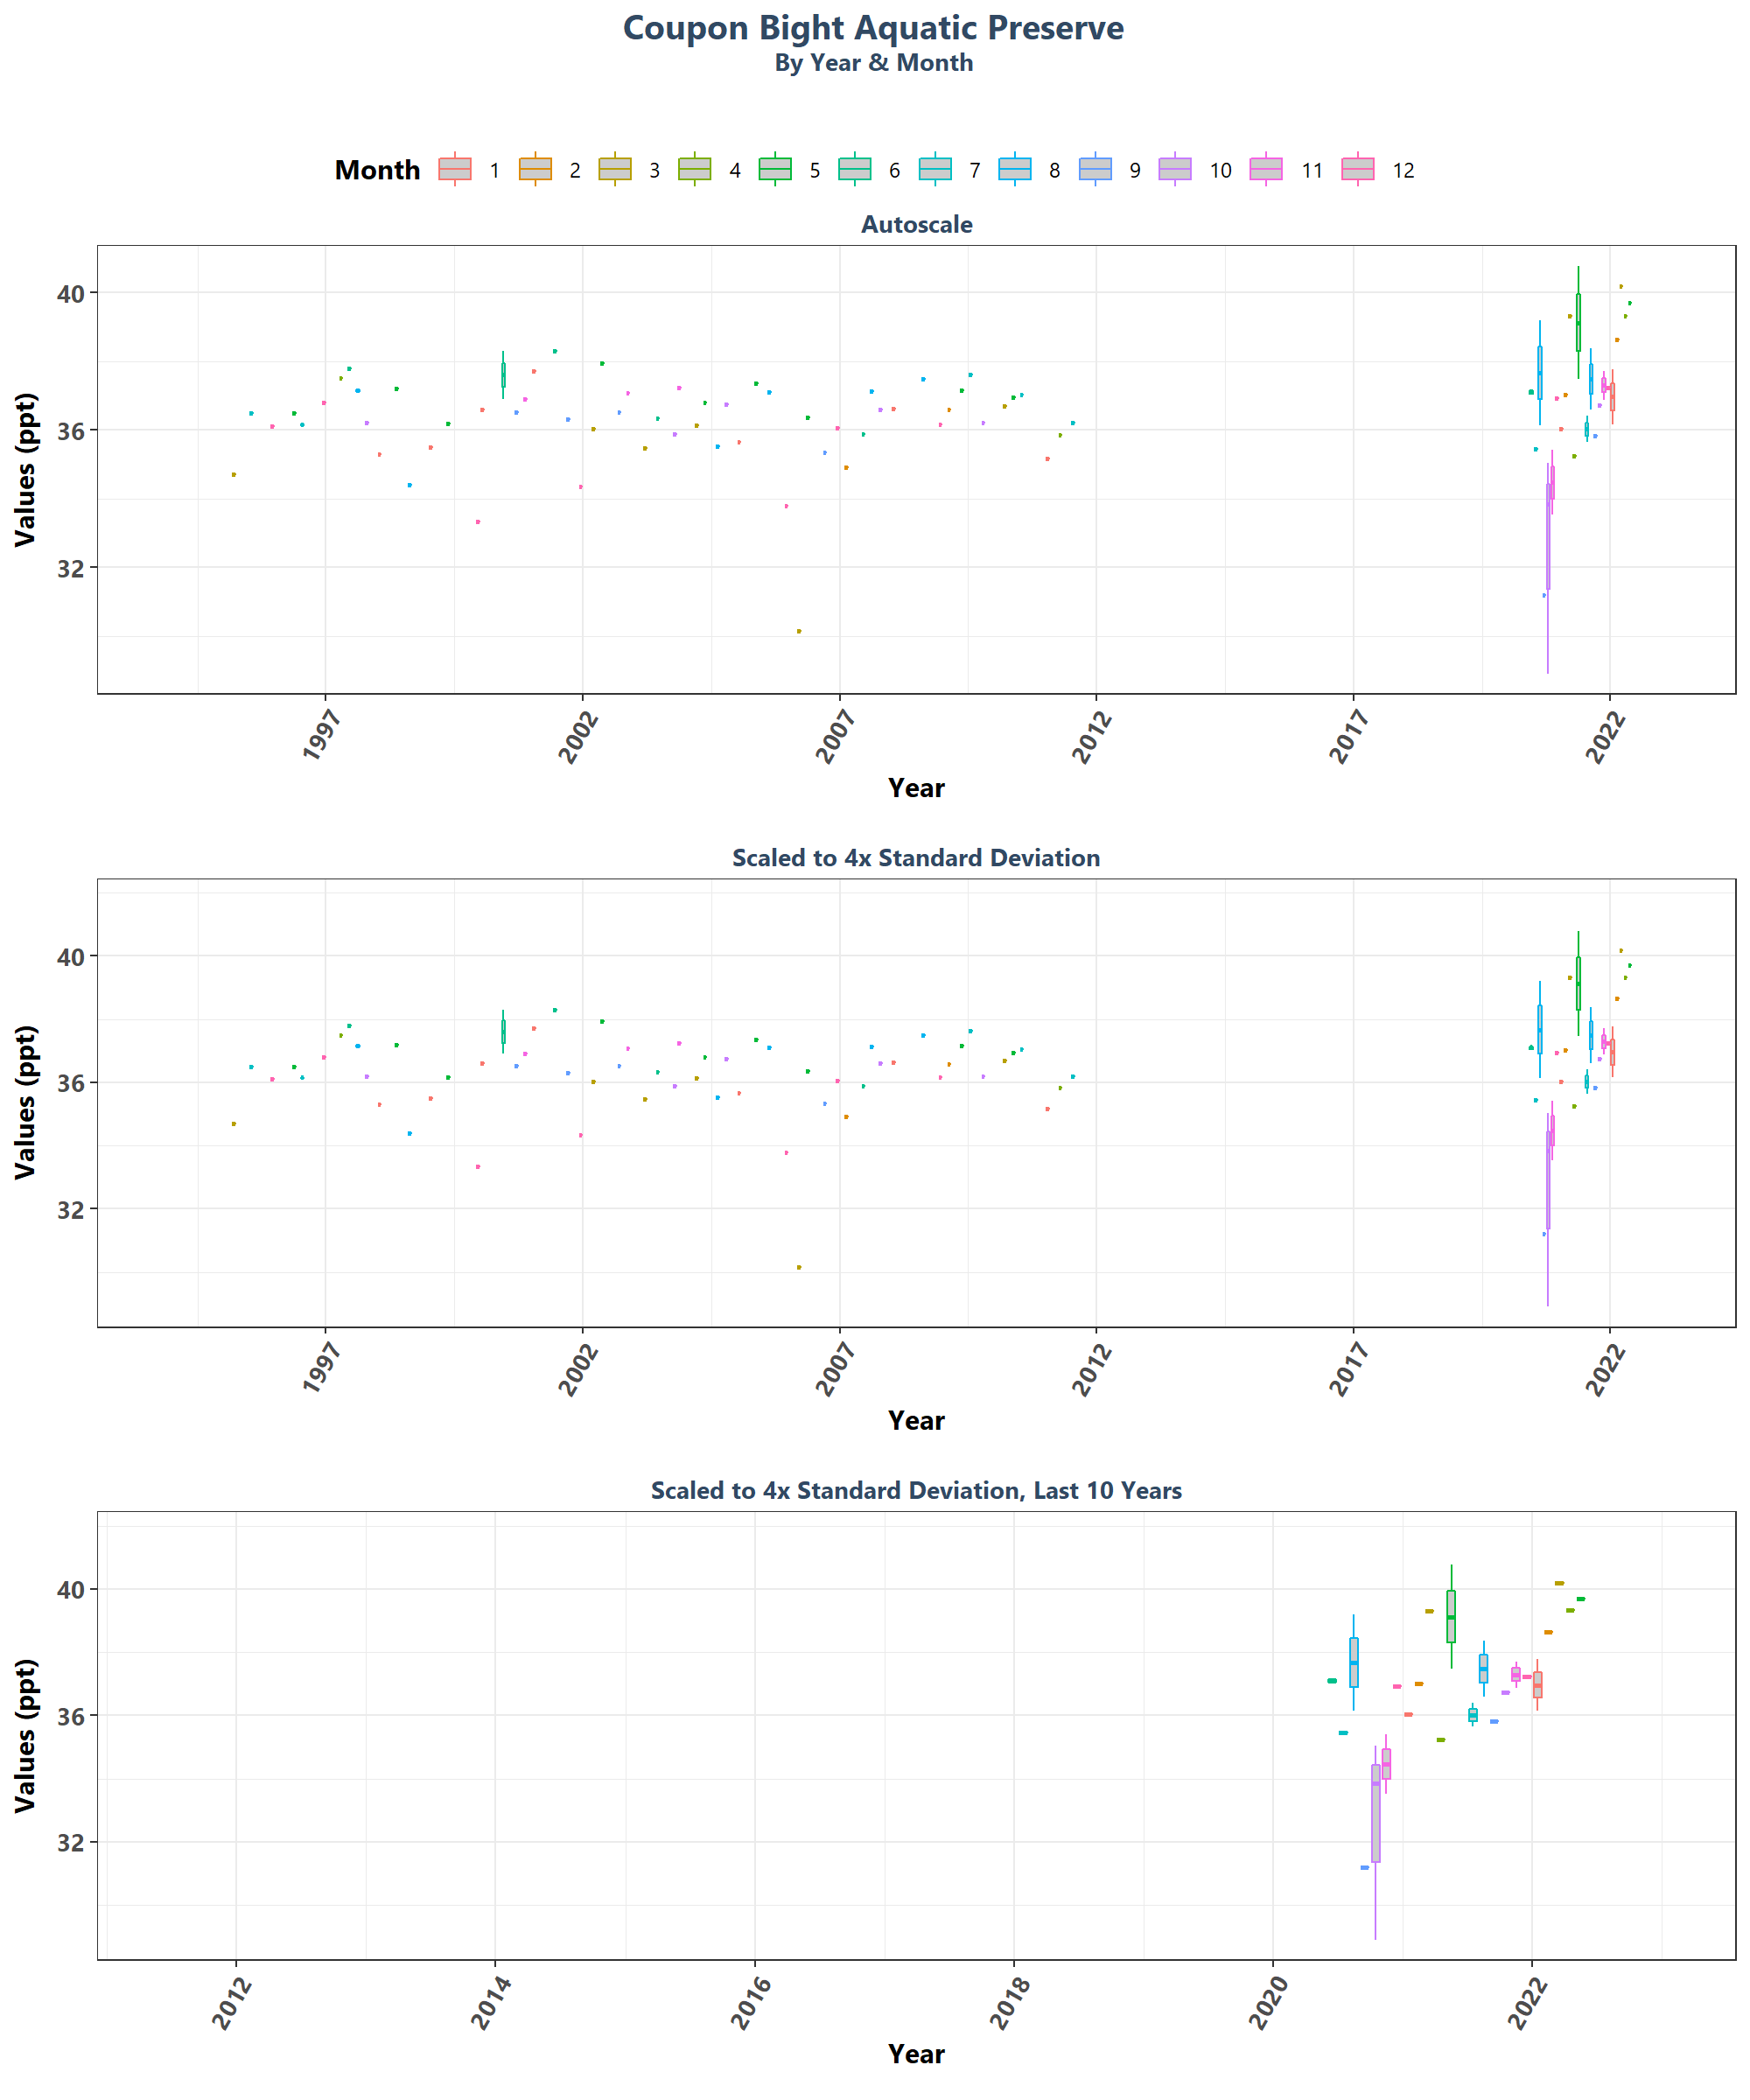 Coupon Bight Aquatic Preserve
By Year & Month
Month 1 2 3 4 5 6 7 8 9 10 11 12
Autoscale
Values (ppt)
40
36
32
1997 2002 2007 2012 2017 2022
Year
Scaled to 4x Standard Deviation
Values (ppt)
40
36
32
1997 2002 2007 2012 2017 2022
Year
Scaled to 4x Standard Deviation, Last 10 Years
Values (ppt)
40
36
32
2012 2014 2016 2018 2020 2022
Year